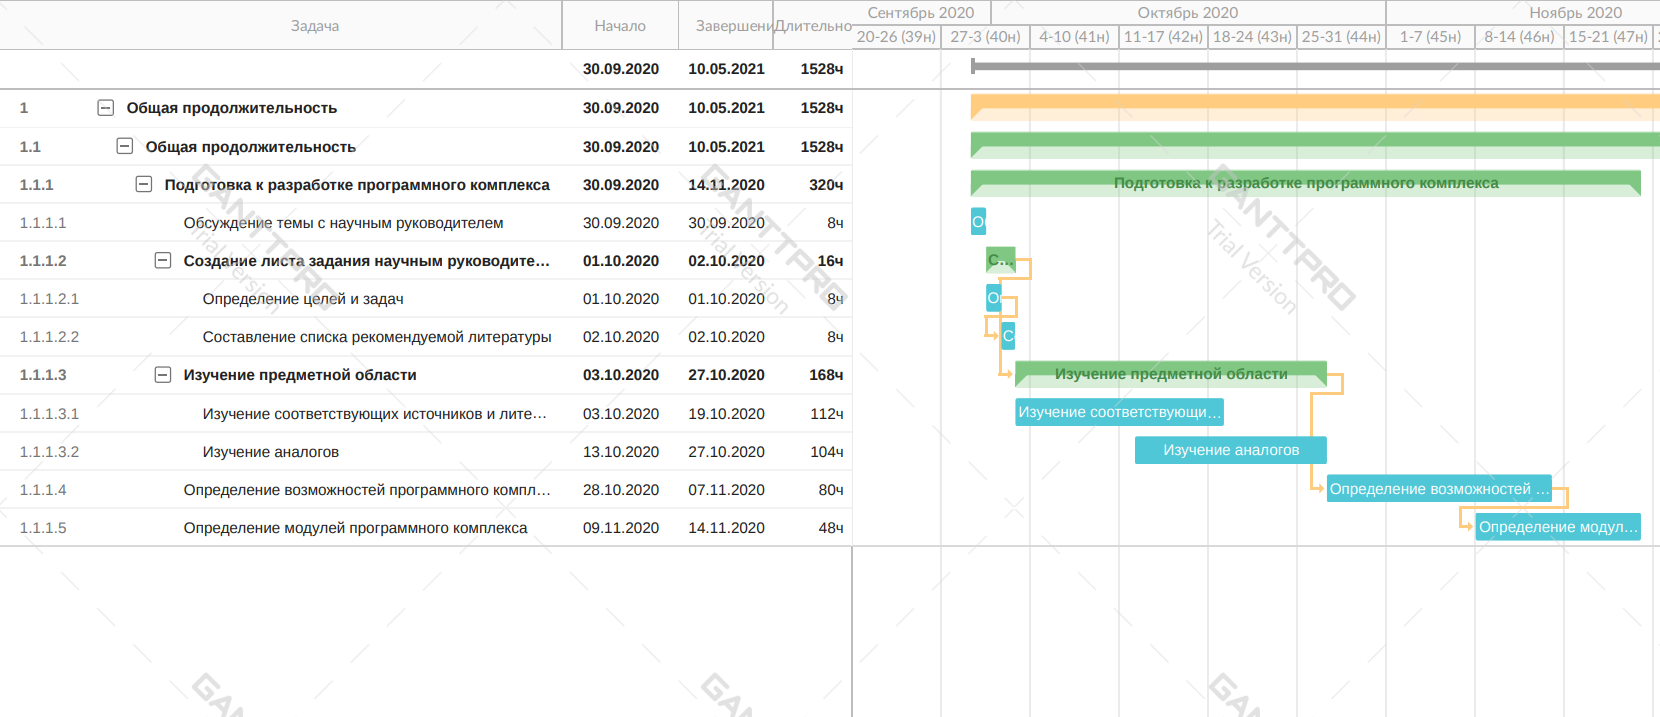 Задача Начало Завершени Длительно Сентябрь 2020 Октябрь 2020 Ноябрь 2020
20-26 (39н) 27-3 (40н) 4-10 (41н) 11-17 (42н) 18-24 (43н) 25-31 (44н) 1-7 (45н) 8-14 (46н) 15-21 (47н)
30.09.2020 10.05.2021 1528ч
1 Общая продолжительность 30.09.2020 10.05.2021 1528ч
1.1 Общая продолжительность 30.09.2020 10.05.2021 1528ч
1.1.1 Подготовка к разработке программного комплекса 30.09.2020 14.11.2020 320ч Подготовка к разработке программного комплекса
1.1.1.1 Обсуждение темы с научным руководителем 30.09.2020 30.09.2020 8ч
1.1.1.2 Создание листа задания научным руководите... 01.10.2020 02.10.2020 16ч С...
1.1.1.2.1 Определение целей и задач 01.10.2020 01.10.2020 8ч
1.1.1.2.2 Составление списка рекомендуемой литературы 02.10.2020 02.10.2020 8ч С
1.1.1.3 Изучение предметной области 03.10.2020 27.10.2020 168ч Изучение предметной области
1.1.1.3.1 Изучение соответствующих источников и лите... 03.10.2020 19.10.2020 112ч Изучение соответствующи...
1.1.1.3.2 Изучение аналогов 13.10.2020 27.10.2020 104ч Изучение аналогов
1.1.1.4 Определение возможностей программного компл... 28.10.2020 07.11.2020 80ч Определение возможностей ...
1.1.1.5 Определение модулей программного комплекса 09.11.2020 14.11.2020 48ч Определение модул...
GANTTPRO
Trial Version
GANTTPRO
Trial Version
GANTTPRO
Trial Version
GAN
GAN
GAN